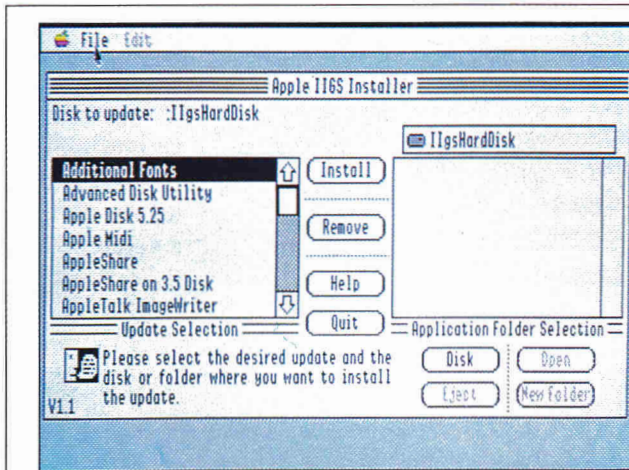 File Edit
Apple IIGS Installer
Disk to update: :IIgsHardDisk
IIgsHardDisk
Additional Fonts
Advanced Disk Utility
Apple Disk 5.25
Apple Midi
AppleShare
AppleShare on 3.5 Disk
AppleTalk ImageWriter
Install
Remove
Help
Quit
Update Selection
Application Folder Selection
Please select the desired update and the
disk or folder where you want to install
the update.
V1.1
Disk
Open
Eject
New Folder